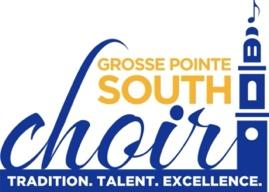 GROSSE POINTE
SOUTH
choir
TRADITION. TALENT. EXCELLENCE.